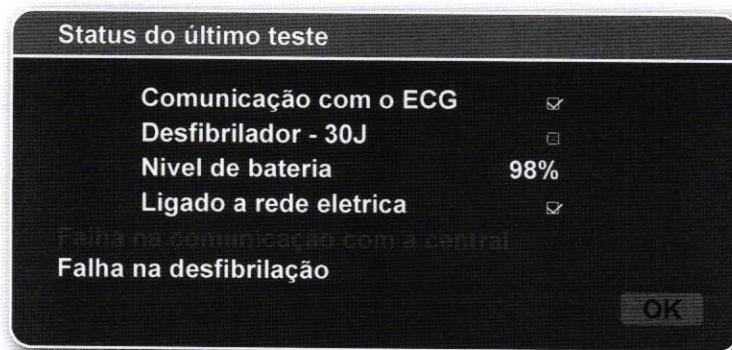 Status do último teste
Comunicação com o ECG
Desfibrilador - 30J
Nivel de bateria 98%
Ligado a rede eletrica
Falha na comunicação com a central
Falha na desfibrilação
OK